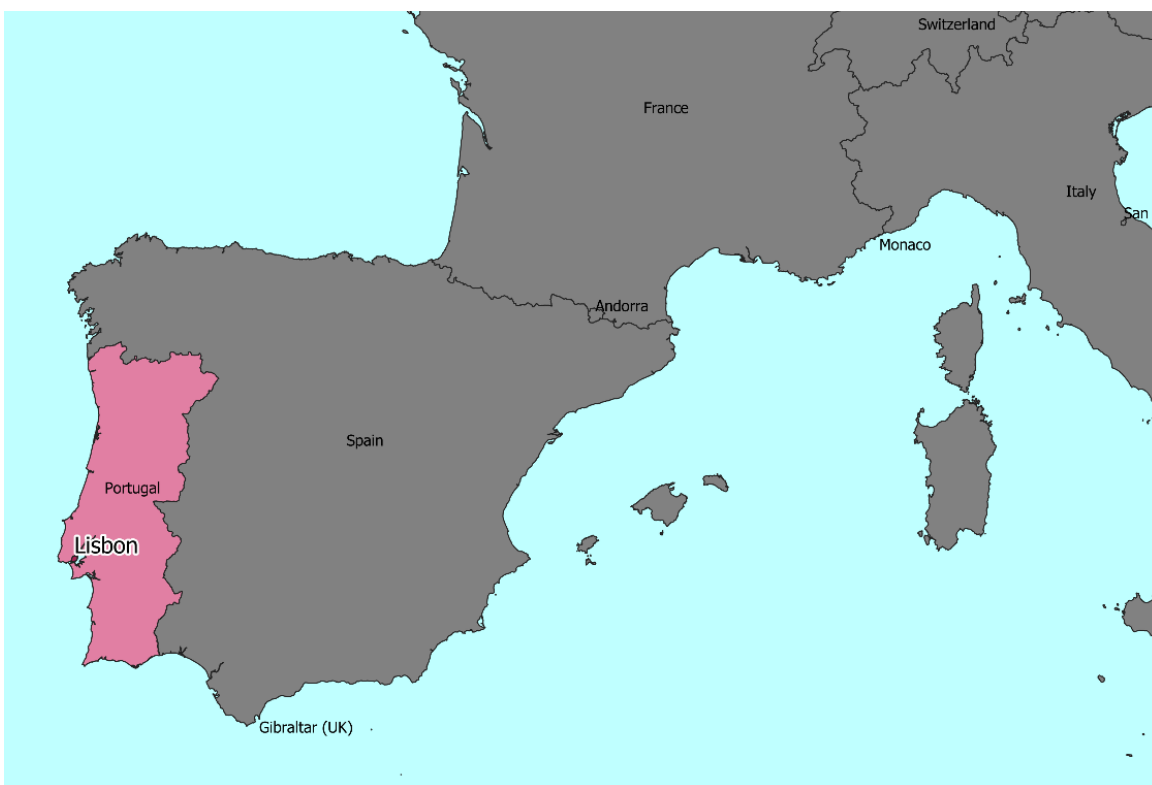 Switzerland
France
Italy
San
Monaco
Andorra
Spain
Portugal
Lisbon
Gibraltar (UK)